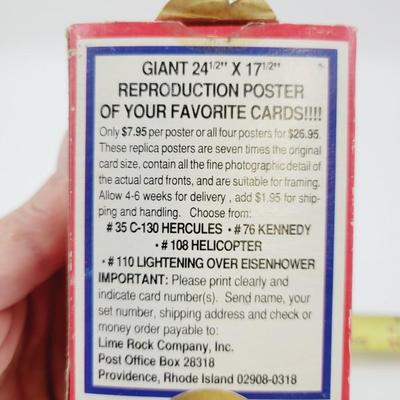 GIANT 24 1/2" X 17 1/2"
REPRODUCTION POSTER
OF YOUR FAVORITE CARDS!!!!
Only $7.95 per poster or all four posters for $26.95
These replica posters are seven times the original
card size, contain all the fine photographic detail of
the actual card fronts, and are suitable for framing.
Allow 4-6 weeks for delivery, add $1.95 for ship-
ping and handling. Choose from:
• #35 C-130 HERCULES • #76 KENNEDY
• #108 HELICOPTER
• #110 LIGHTENING OVER EISENHOWER
IMPORTANT: Please print clearly and
indicate card number(s). Send name, your
set number, shipping address and check or
money order payable to:
Lime Rock Company, Inc.
Post Office Box 28318
Providence, Rhode Island 02908-0318